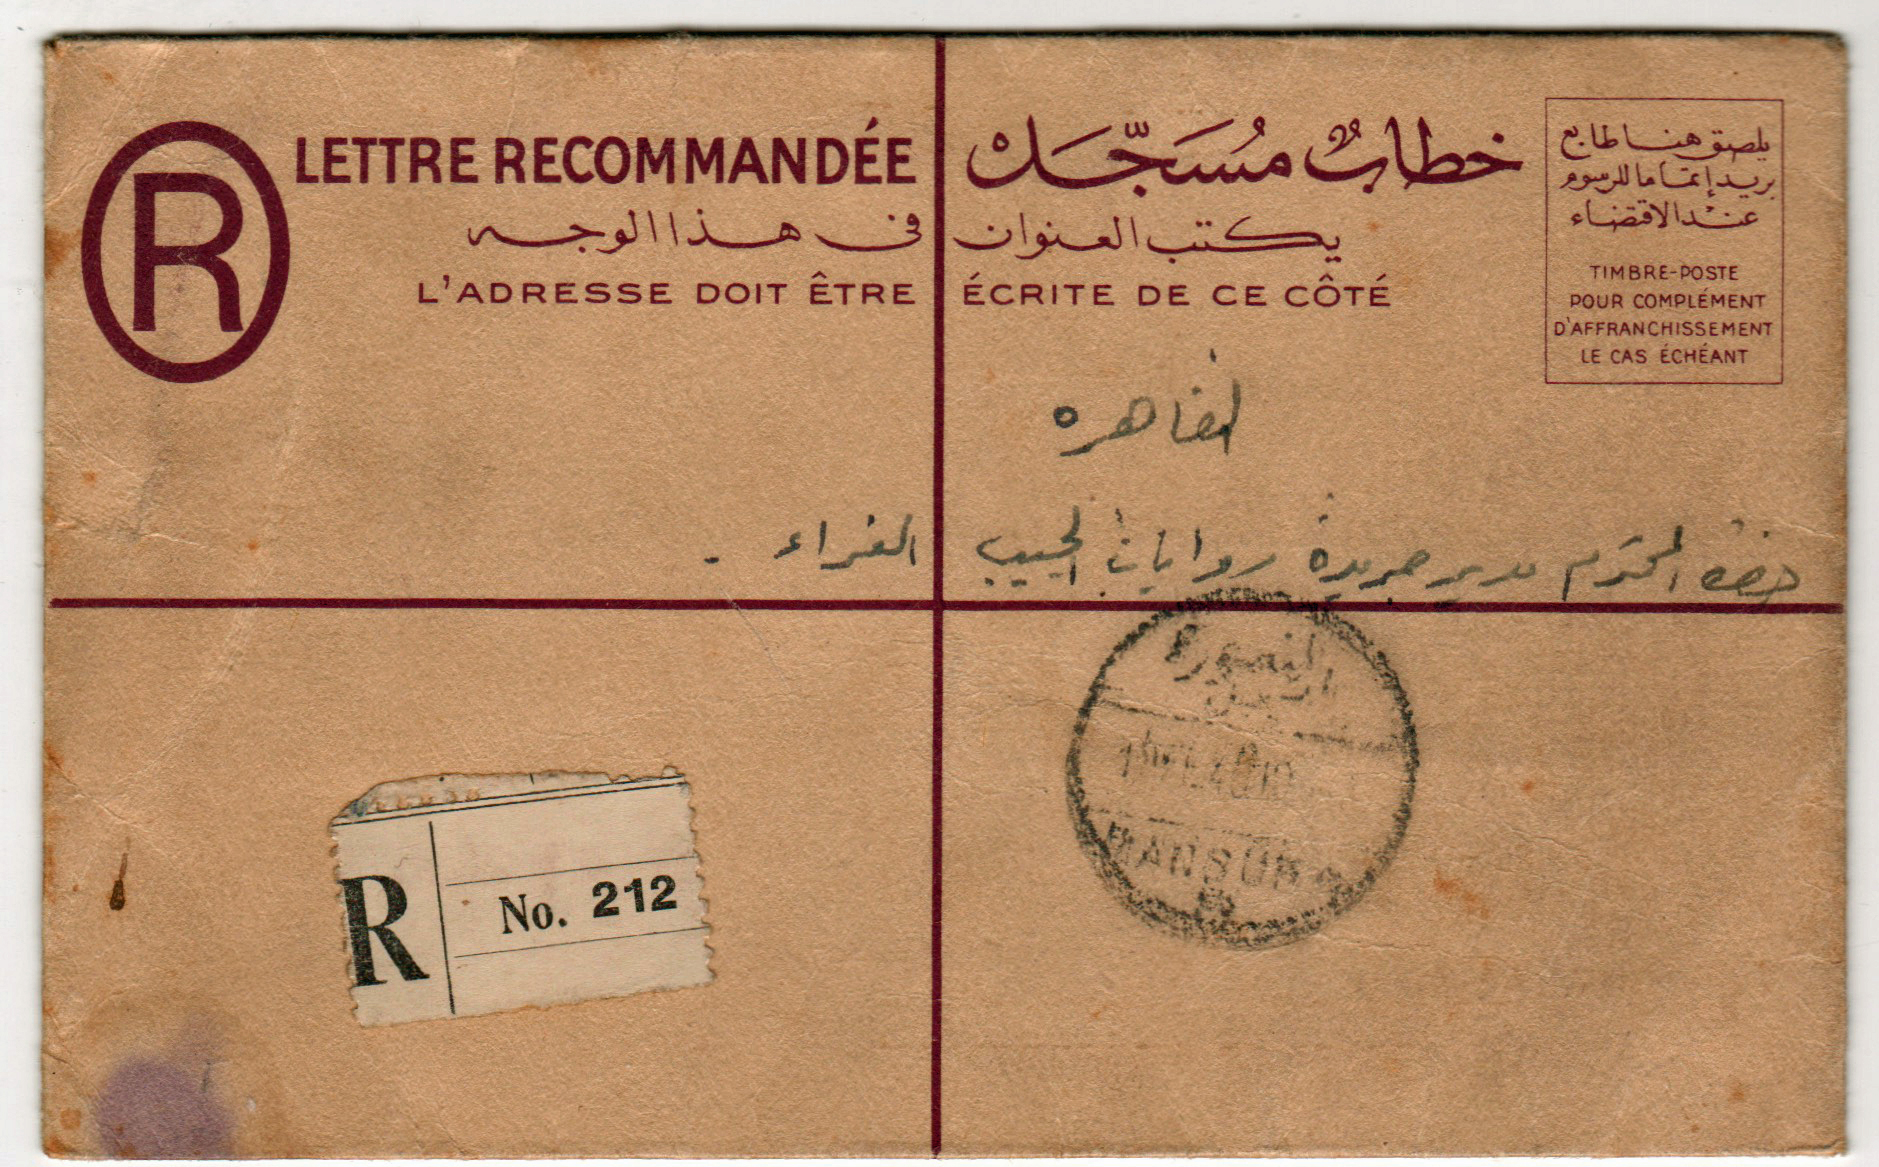 R
LETTRE RECOMMANDÉE
خطابٌ مُسَجَّل
يكتب العنوان في هذا الوجه
L'ADRESSE DOIT ÊTRE ÉCRITE DE CE CÔTÉ
يلصق هنا طابع
بريد إتماما للرسوم
عند الاقتضاء
TIMBRE-POSTE
POUR COMPLÉMENT
D'AFFRANCHISSEMENT
LE CAS ÉCHÉANT
القاهره
حضرة المحترم مدير جريدة روايات الجيب الغراء .
المنصورة
MANSURA
R
No. 212